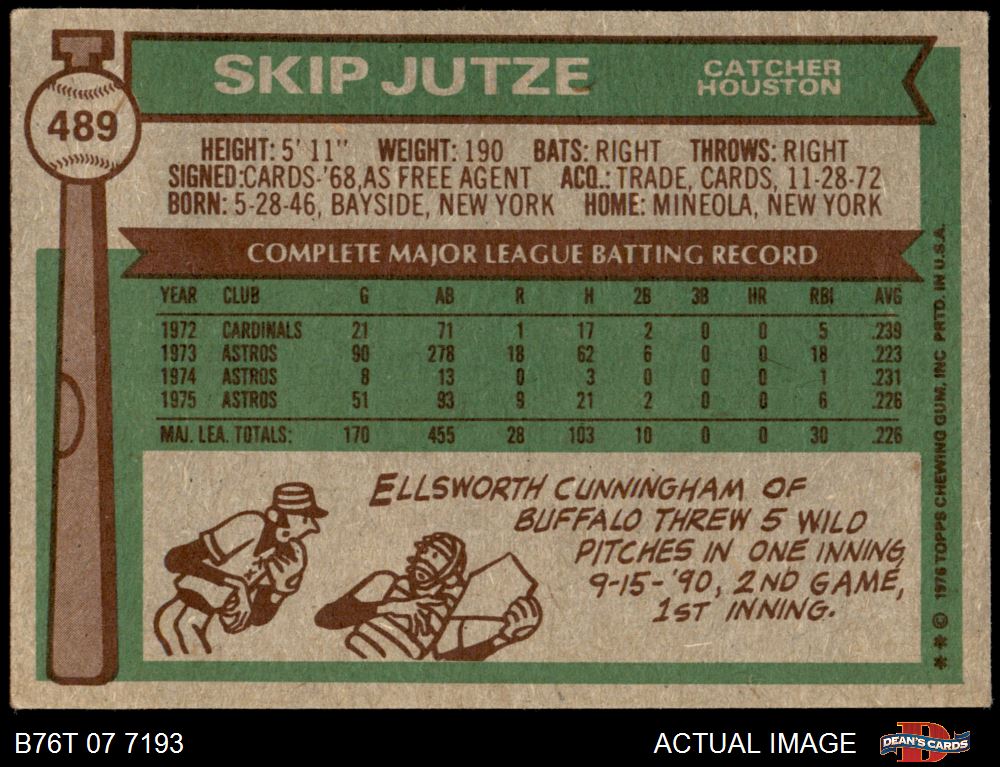 SKIP JUTZE
CATCHER
HOUSTON
489
HEIGHT: 5' 11" WEIGHT: 190 BATS: RIGHT THROWS: RIGHT
SIGNED: CARDS-'68, AS FREE AGENT ACQ.: TRADE, CARDS, 11-28-72
BORN: 5-28-46, BAYSIDE, NEW YORK HOME: MINEOLA, NEW YORK
COMPLETE MAJOR LEAGUE BATTING RECORD
YEAR CLUB G AB R H 2B 3B HR RBI AVG
1972 CARDINALS 21 71 1 17 2 0 0 5 .239
1973 ASTROS 90 278 18 62 6 0 0 18 .223
1974 ASTROS 8 13 0 3 0 0 0 1 .231
1975 ASTROS 51 93 9 21 2 0 0 6 .226
MAJ. LEA. TOTALS: 170 455 28 103 10 0 0 30 .226
ELLSWORTH CUNNINGHAM OF
BUFFALO THREW 5 WILD
PITCHES IN ONE INNING
9-15-'90, 2ND GAME,
1ST INNING.
** © 1976 TOPPS CHEWING GUM, INC PRTD. IN U.S.A.
B76T 07 7193
ACTUAL IMAGE
D
DEAN'S CARDS